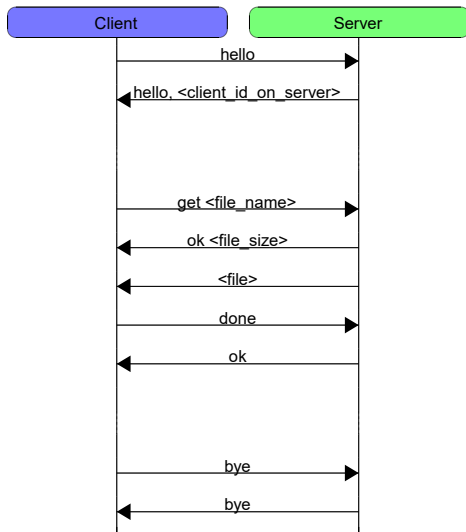 Client
Server
hello
hello, <client_id_on_server>
get <file_name>
ok <file_size>
<file>
done
ok
bye
bye